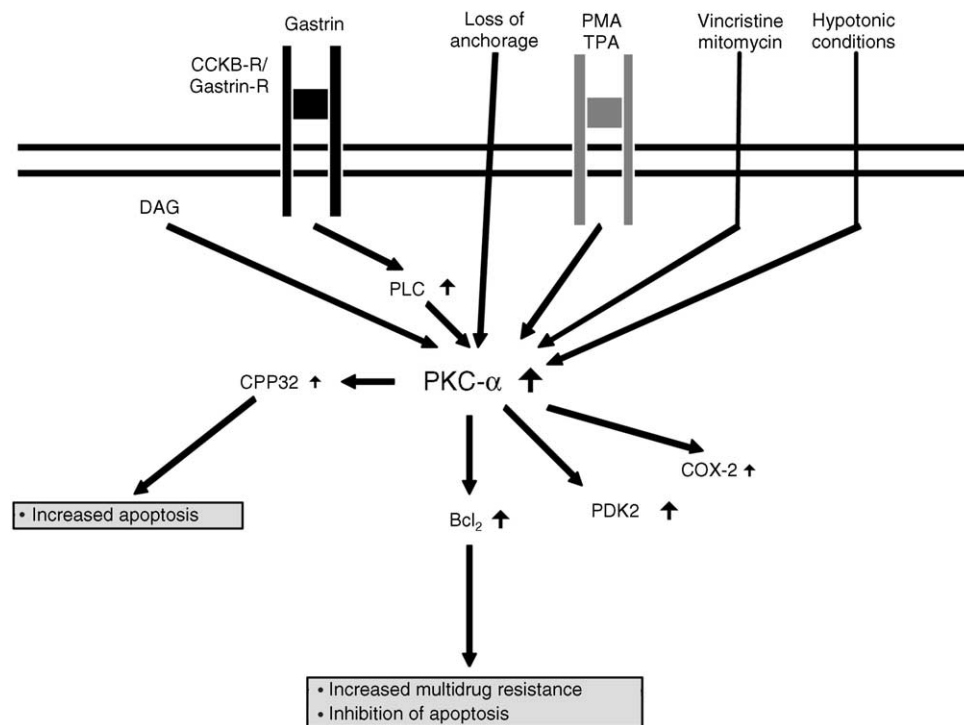 Gastrin
CCKB-R/
Gastrin-R
Loss of
anchorage
PMA
TPA
Vincristine
mitomycin
Hypotonic
conditions
DAG
PLC
PKC-α
CPP32
COX-2
PDK2
Bcl₂
• Increased apoptosis
• Increased multidrug resistance
• Inhibition of apoptosis